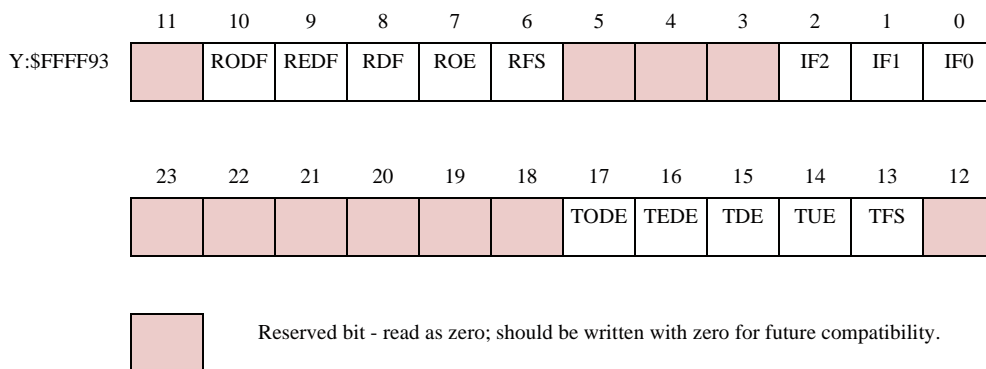 11 10 9 8 7 6 5 4 3 2 1 0
Y:$FFFF93 RODF REDF RDF ROE RFS IF2 IF1 IF0
23 22 21 20 19 18 17 16 15 14 13 12
TODE TEDE TDE TUE TFS
Reserved bit - read as zero; should be written with zero for future compatibility.